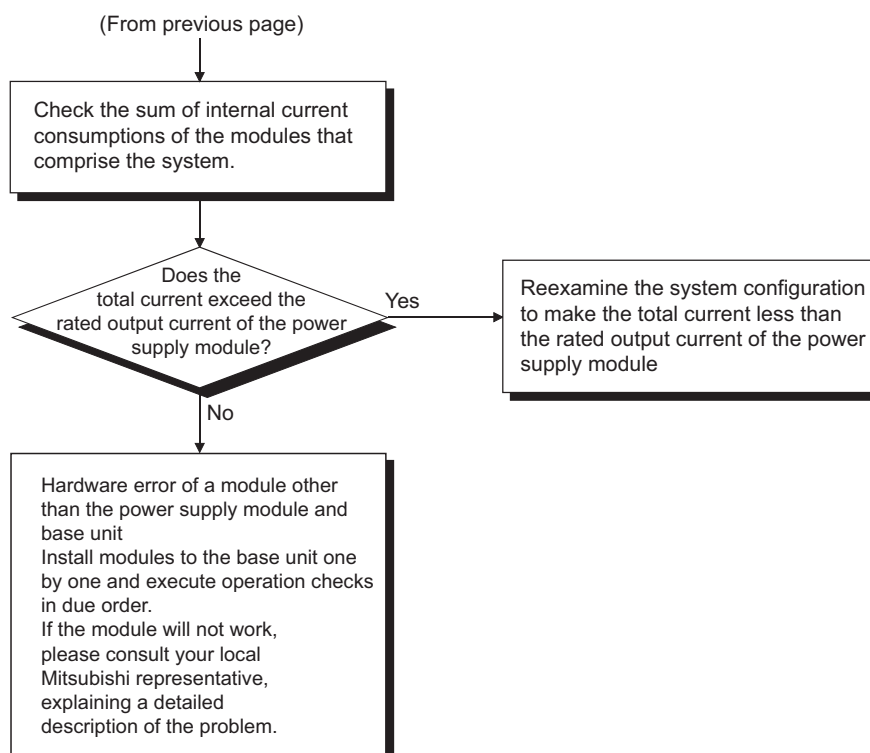 (From previous page)
Check the sum of internal current
consumptions of the modules that
comprise the system.
Does the
total current exceed the
rated output current of the power
supply module?
Yes
Reexamine the system configuration
to make the total current less than
the rated output current of the power
supply module
No
Hardware error of a module other
than the power supply module and
base unit
Install modules to the base unit one
by one and execute operation checks
in due order.
If the module will not work,
please consult your local
Mitsubishi representative,
explaining a detailed
description of the problem.